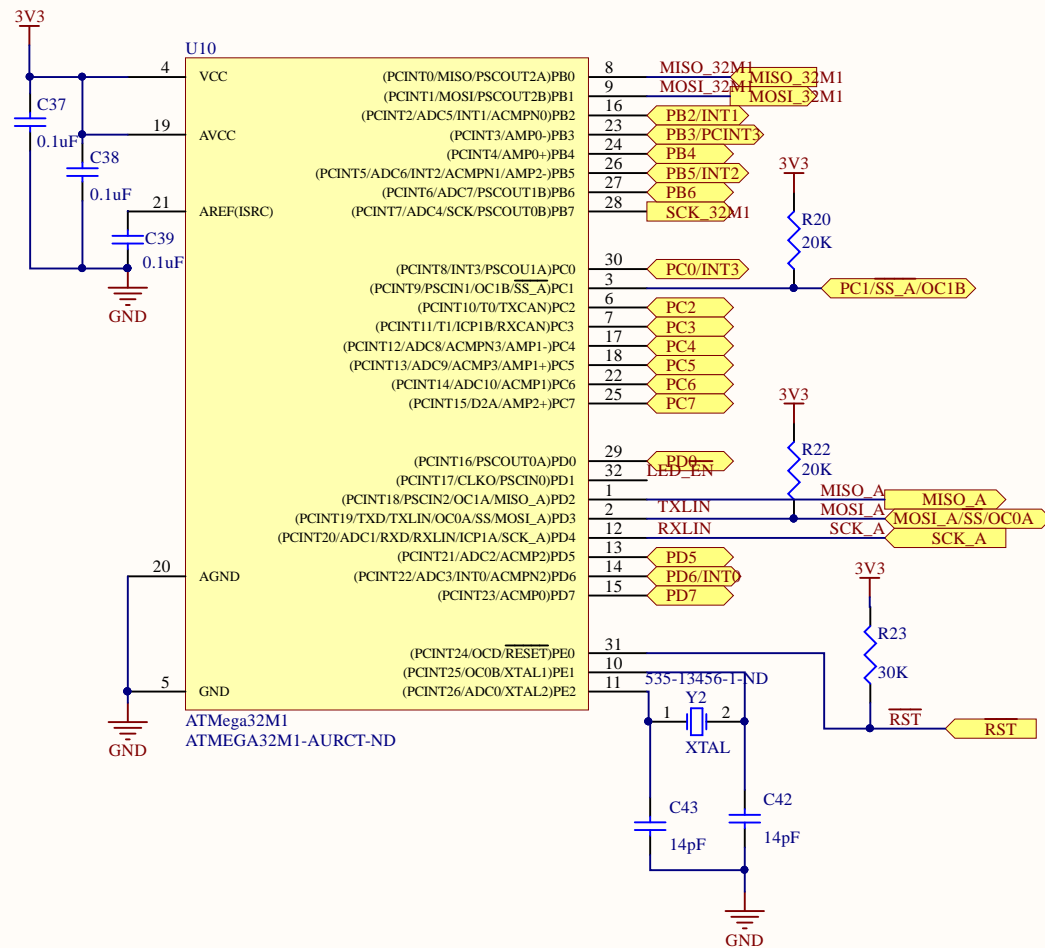 3V3
U10
4 VCC (PCINT0/MISO/PSCOUT2A)PB0 8 MISO_32M1 MISO_32M1
(PCINT1/MOSI/PSCOUT2B)PB1 9 MOSI_32M1 MOSI_32M1
C37
0.1uF
(PCINT2/ADC5/INT1/ACMPN0)PB2 16 PB2/INT1
19 AVCC (PCINT3/AMP0-)PB3 23 PB3/PCINT3
C38
0.1uF
(PCINT4/AMP0+)PB4 24 PB4
(PCINT5/ADC6/INT2/ACMPN1/AMP2-)PB5 26 PB5/INT2
3V3
(PCINT6/ADC7/PSCOUT1B)PB6 27 PB6
21 AREF(ISRC) (PCINT7/ADC4/SCK/PSCOUT0B)PB7 28 SCK_32M1
R20
20K
C39
0.1uF
GND
(PCINT8/INT3/PSCOU1A)PC0 30 PC0/INT3
(PCINT9/PSCIN1/OC1B/SS_A)PC1 3 PC1/SS_A/OC1B
(PCINT10/T0/TXCAN)PC2 6 PC2
(PCINT11/T1/ICP1B/RXCAN)PC3 7 PC3
(PCINT12/ADC8/ACMPN3/AMP1-)PC4 17 PC4
(PCINT13/ADC9/ACMP3/AMP1+)PC5 18 PC5
(PCINT14/ADC10/ACMP1)PC6 22 PC6
(PCINT15/D2A/AMP2+)PC7 25 PC7
3V3
R22
20K
(PCINT16/PSCOUT0A)PD0 29 PD0
(PCINT17/CLKO/PSCIN0)PD1 32 LED_EN
(PCINT18/PSCIN2/OC1A/MISO_A)PD2 1 MISO_A MISO_A
(PCINT19/TXD/TXLIN/OC0A/SS/MOSI_A)PD3 2 TXLIN MOSI_A MOSI_A/SS/OC0A
(PCINT20/ADC1/RXD/RXLIN/ICP1A/SCK_A)PD4 12 RXLIN SCK_A SCK_A
(PCINT21/ADC2/ACMP2)PD5 13 PD5
20 AGND (PCINT22/ADC3/INT0/ACMPN2)PD6 14 PD6/INT0
(PCINT23/ACMP0)PD7 15 PD7
3V3
R23
30K
(PCINT24/OCD/RESET)PE0 31
(PCINT25/OC0B/XTAL1)PE1 10
5 GND (PCINT26/ADC0/XTAL2)PE2 11
535-13456-1-ND
Y2
1 2
XTAL
RST RST
ATMega32M1
ATMEGA32M1-AURCT-ND
GND
C43
14pF
C42
14pF
GND